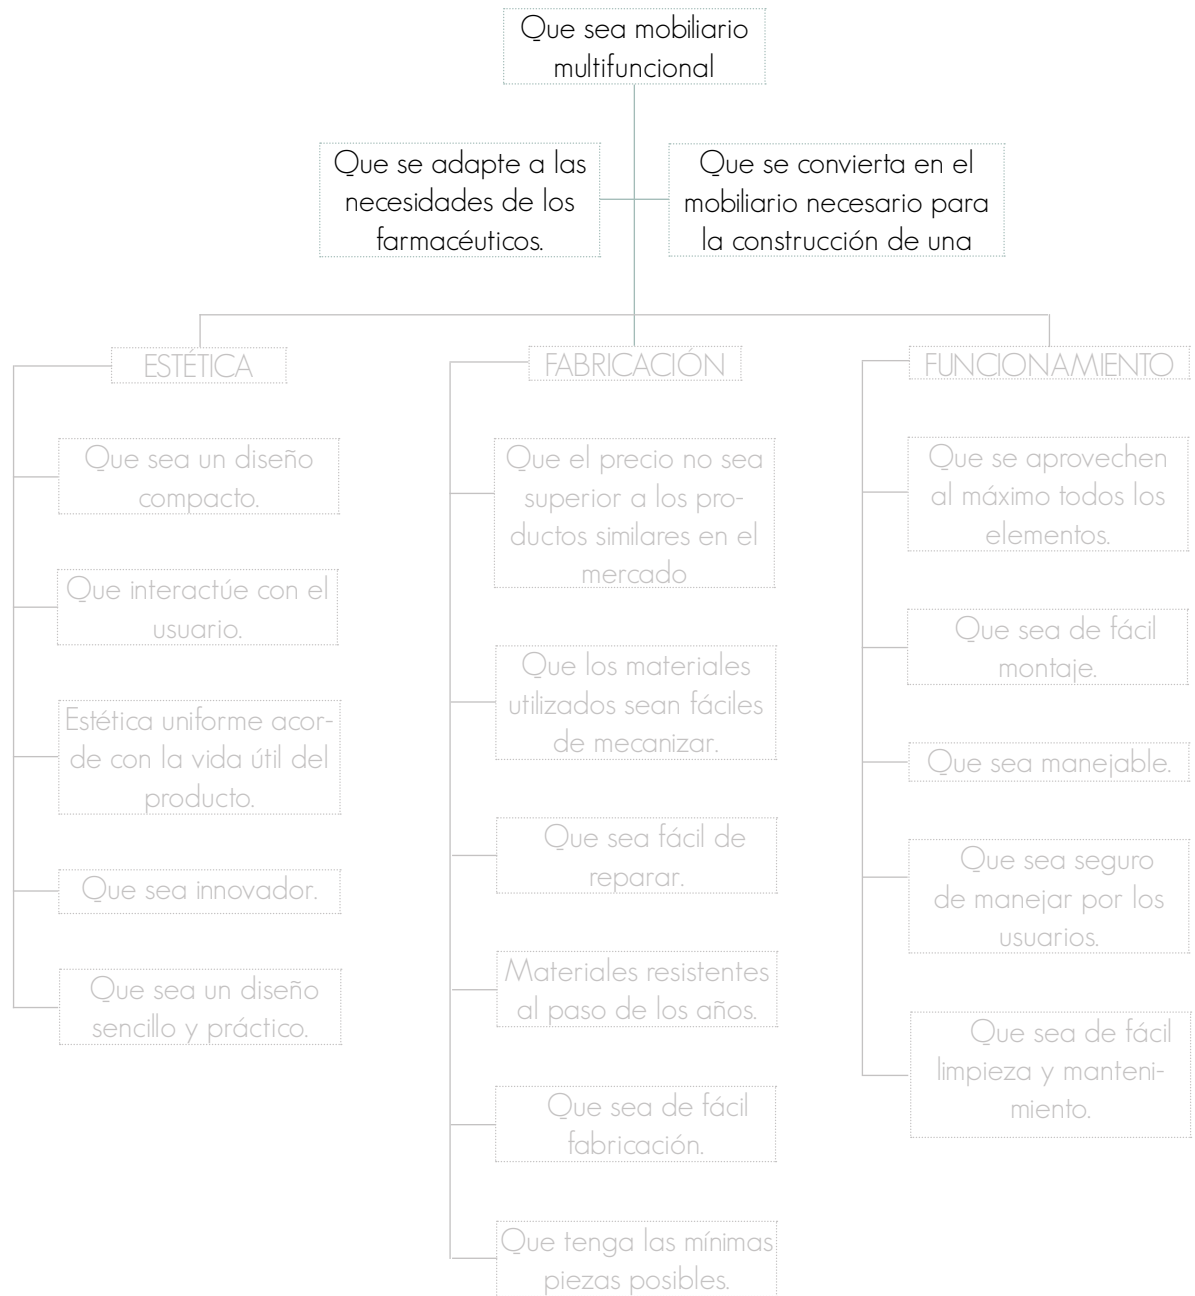 Que sea mobiliario
multifuncional
Que se adapte a las
necesidades de los
farmacéuticos.
Que se convierta en el
mobiliario necesario para
la construcción de una
ESTÉTICA
Que sea un diseño
compacto.
Que interactúe con el
usuario.
Estética uniforme acor-
de con la vida útil del
producto.
Que sea innovador.
Que sea un diseño
sencillo y práctico.
FABRICACIÓN
Que el precio no sea
superior a los pro-
ductos similares en el
mercado
Que los materiales
utilizados sean fáciles
de mecanizar.
Que sea fácil de
reparar.
Materiales resistentes
al paso de los años.
Que sea de fácil
fabricación.
Que tenga las mínimas
piezas posibles.
FUNCIONAMIENTO
Que se aprovechen
al máximo todos los
elementos.
Que sea de fácil
montaje.
Que sea manejable.
Que sea seguro
de manejar por los
usuarios.
Que sea de fácil
limpieza y manteni-
miento.